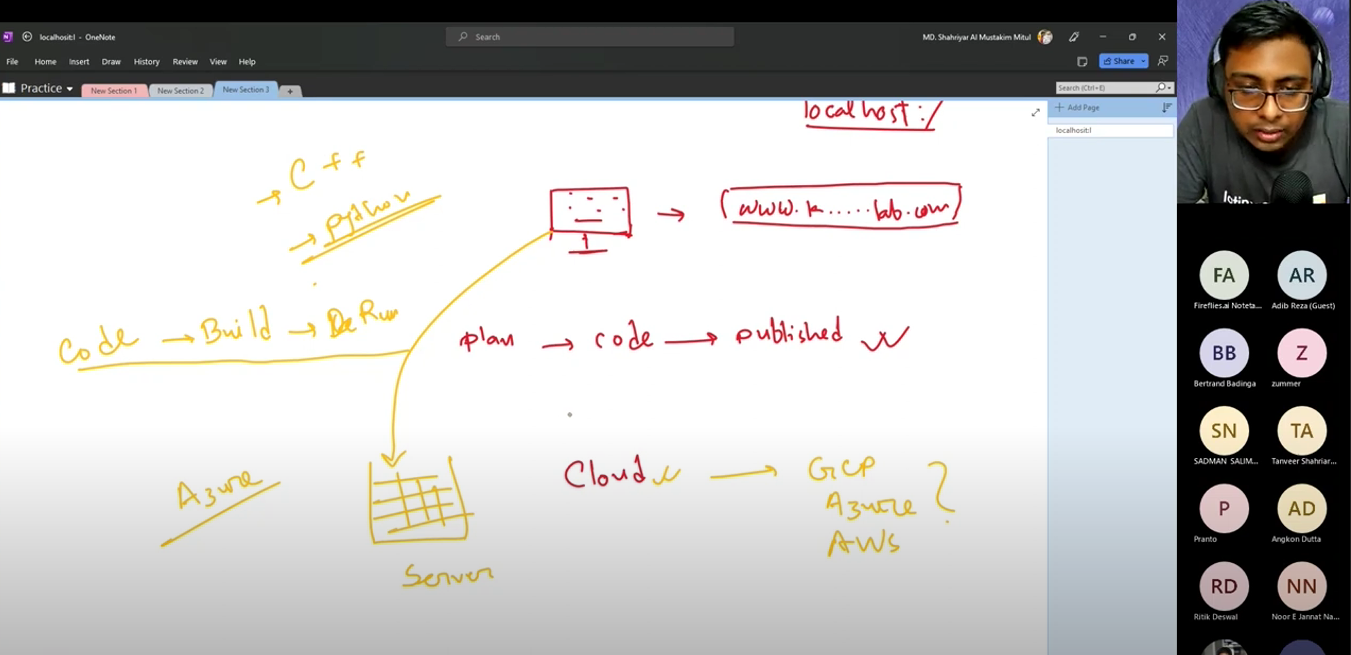 localhosit:l - OneNote
Search
MD. Shahriyar Al Mustakim Mitul
File Home Insert Draw History Review View Help
Share
Practice
New Section 1
New Section 2
New Section 3
Search (Ctrl+E)
Add Page
localhosit:l
localhost:/
→ C++
→ python
→ (www.k.....lab.com)
Code → Build → De Run
plan → code → published
Azure
Cloud → GCP
Azure ?
AWS
Server
FA
Fireflies.ai Noteta...
AR
Adib Reza (Guest)
BB
Bertrand Badinga
Z
zummer
SN
SADMAN SALIM...
TA
Tanveer Shahriar...
P
Pranto
AD
Angkon Dutta
RD
Ritik Deswal
NN
Noor E Jannat Na...